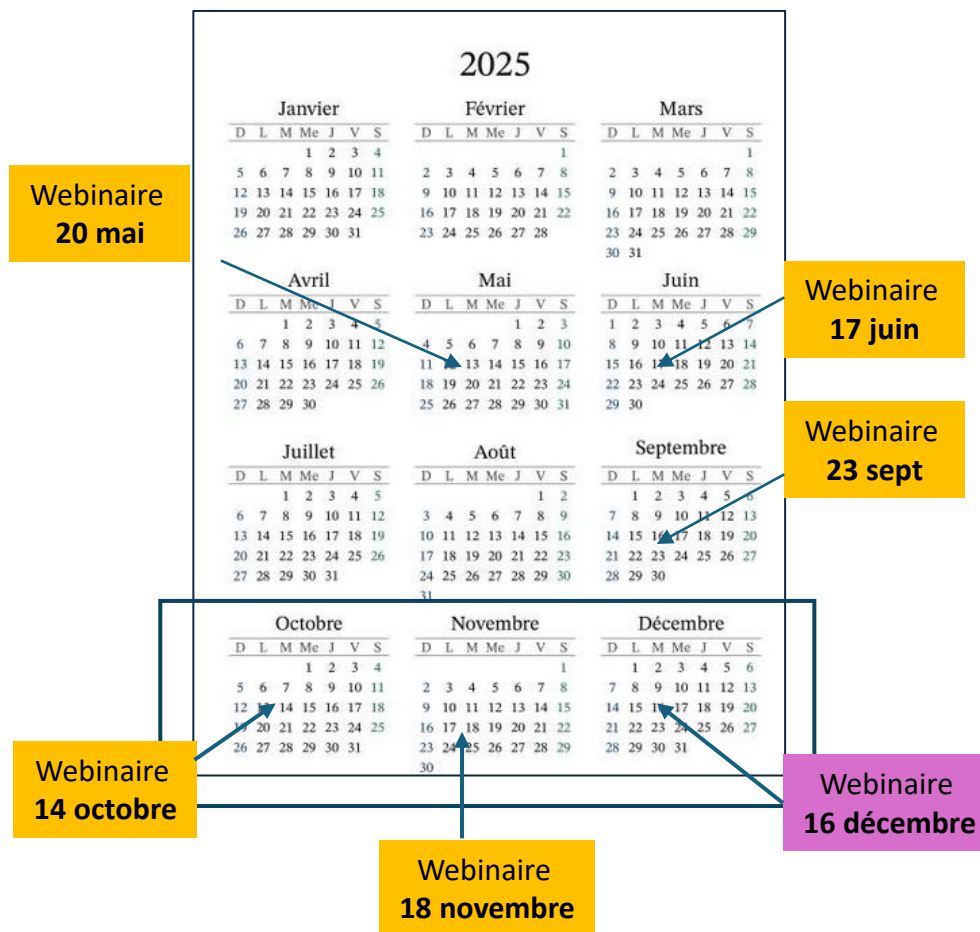 2025
Janvier Février Mars
D L M Me J V S D L M Me J V S D L M Me J V S
1 2 3 4 1 1
5 6 7 8 9 10 11 2 3 4 5 6 7 8 2 3 4 5 6 7 8
12 13 14 15 16 17 18 9 10 11 12 13 14 15 9 10 11 12 13 14 15
19 20 21 22 23 24 25 16 17 18 19 20 21 22 16 17 18 19 20 21 22
26 27 28 29 30 31 23 24 25 26 27 28 23 24 25 26 27 28 29
30 31
Webinaire
20 mai
Avril Mai Juin
D L M Me J V S D L M Me J V S D L M Me J V S
1 2 3 4 5 1 2 3 1 2 3 4 5 6 7
6 7 8 9 10 11 12 4 5 6 7 8 9 10 8 9 10 11 12 13 14
13 14 15 16 17 18 19 11 12 13 14 15 16 17 15 16 17 18 19 20 21
20 21 22 23 24 25 26 18 19 20 21 22 23 24 22 23 24 25 26 27 28
27 28 29 30 25 26 27 28 29 30 31 29 30
Webinaire
17 juin
Juillet Août Septembre
D L M Me J V S D L M Me J V S D L M Me J V S
1 2 3 4 5 1 2 1 2 3 4 5 6
6 7 8 9 10 11 12 3 4 5 6 7 8 9 7 8 9 10 11 12 13
13 14 15 16 17 18 19 10 11 12 13 14 15 16 14 15 16 17 18 19 20
20 21 22 23 24 25 26 17 18 19 20 21 22 23 21 22 23 24 25 26 27
27 28 29 30 31 24 25 26 27 28 29 30 28 29 30
31
Webinaire
23 sept
Octobre Novembre Décembre
D L M Me J V S D L M Me J V S D L M Me J V S
1 2 3 4 1 1 2 3 4 5 6
5 6 7 8 9 10 11 2 3 4 5 6 7 8 7 8 9 10 11 12 13
12 13 14 15 16 17 18 9 10 11 12 13 14 15 14 15 16 17 18 19 20
19 20 21 22 23 24 25 16 17 18 19 20 21 22 21 22 23 24 25 26 27
26 27 28 29 30 31 23 24 25 26 27 28 29 28 29 30 31
30
Webinaire
14 octobre
Webinaire
18 novembre
Webinaire
16 décembre